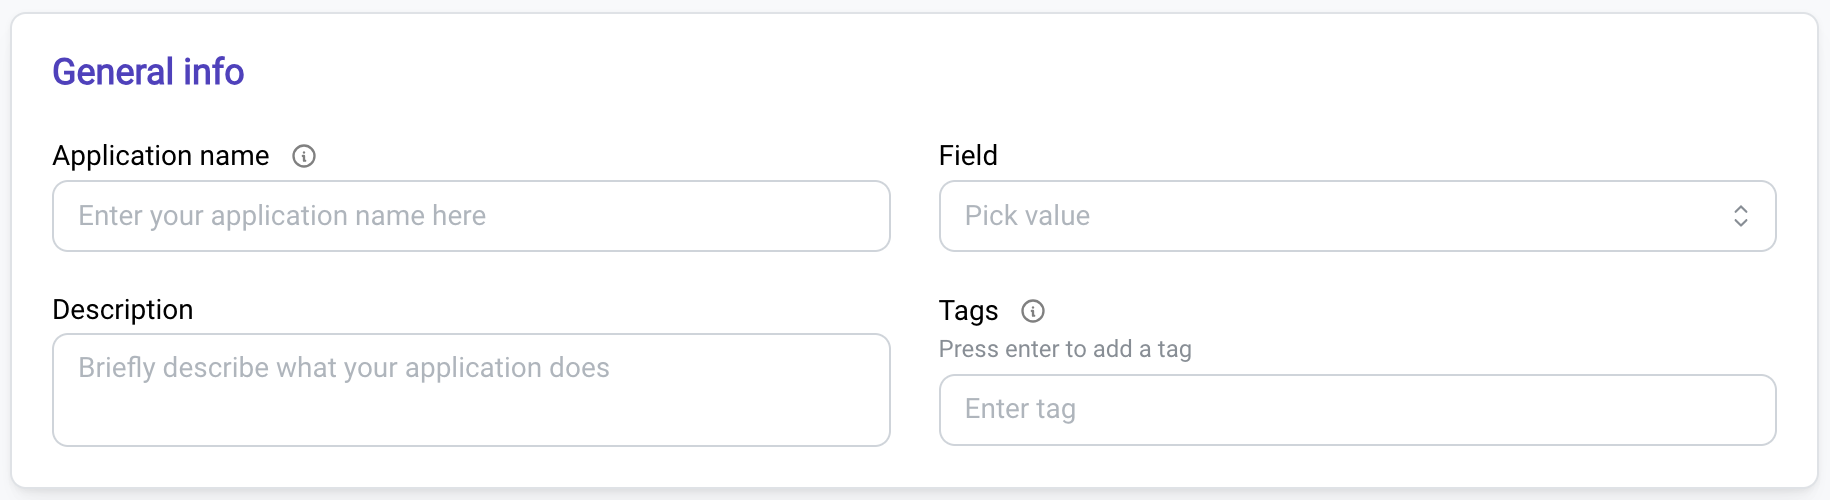 General info
Application name
Enter your application name here
Field
Pick value
Description
Briefly describe what your application does
Tags
Press enter to add a tag
Enter tag